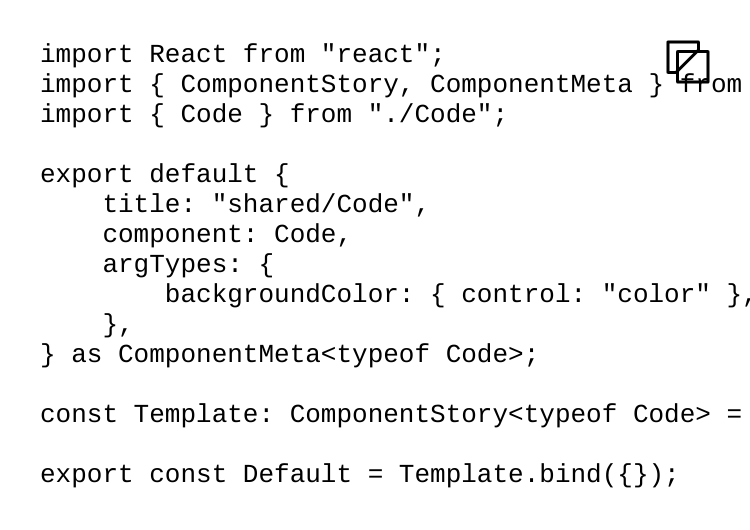 import React from "react";
import { ComponentStory, ComponentMeta } from
import { Code } from "./Code";
export default {
    title: "shared/Code",
    component: Code,
    argTypes: {
        backgroundColor: { control: "color" },
    },
} as ComponentMeta<typeof Code>;
const Template: ComponentStory<typeof Code> =
export const Default = Template.bind({});